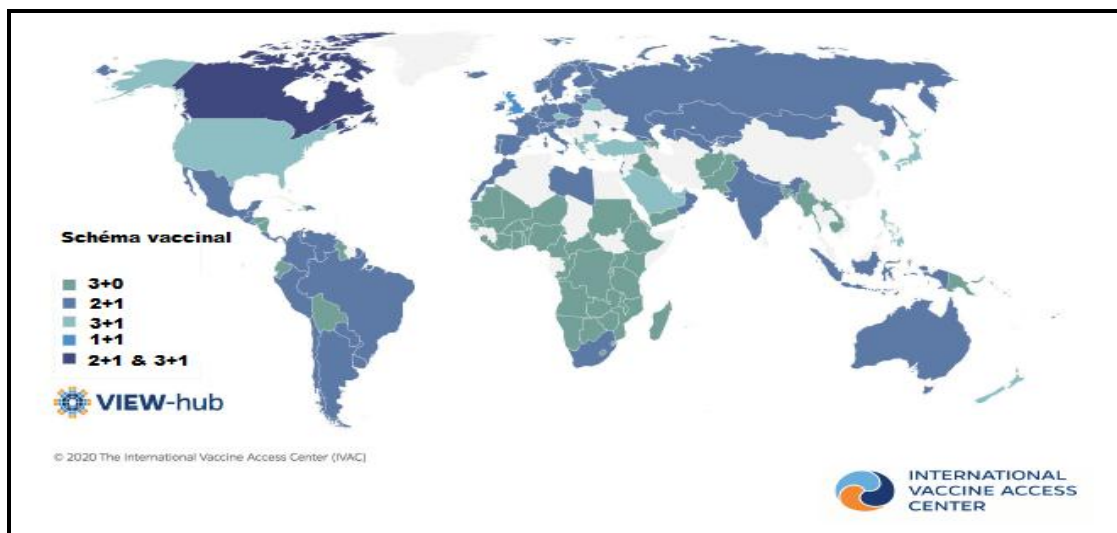 Schéma vaccinal
3+0
2+1
3+1
1+1
2+1 & 3+1
VIEW-hub
© 2020 The International Vaccine Access Center (IVAC)
INTERNATIONAL
VACCINE ACCESS
CENTER